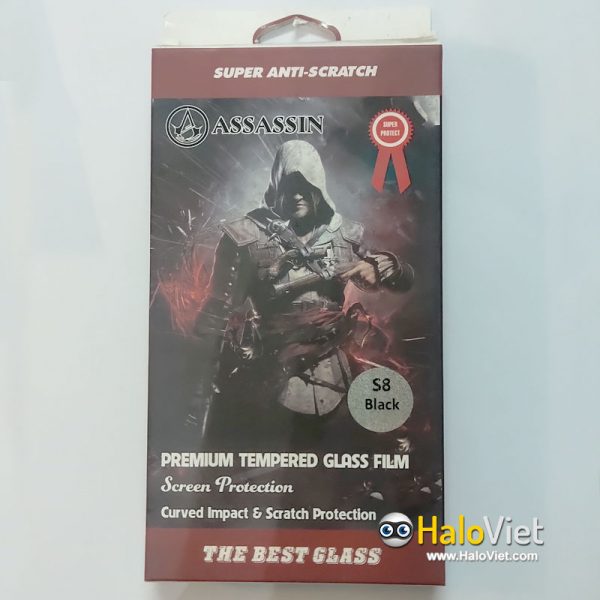 SUPER ANTI-SCRATCH
ASSASSIN
SUPER
PROTECT
S8
Black
PREMIUM TEMPERED GLASS FILM
Screen Protection
Curved Impact & Scratch Protection
THE BEST GLASS
HaloViet
www.HaloViet.com